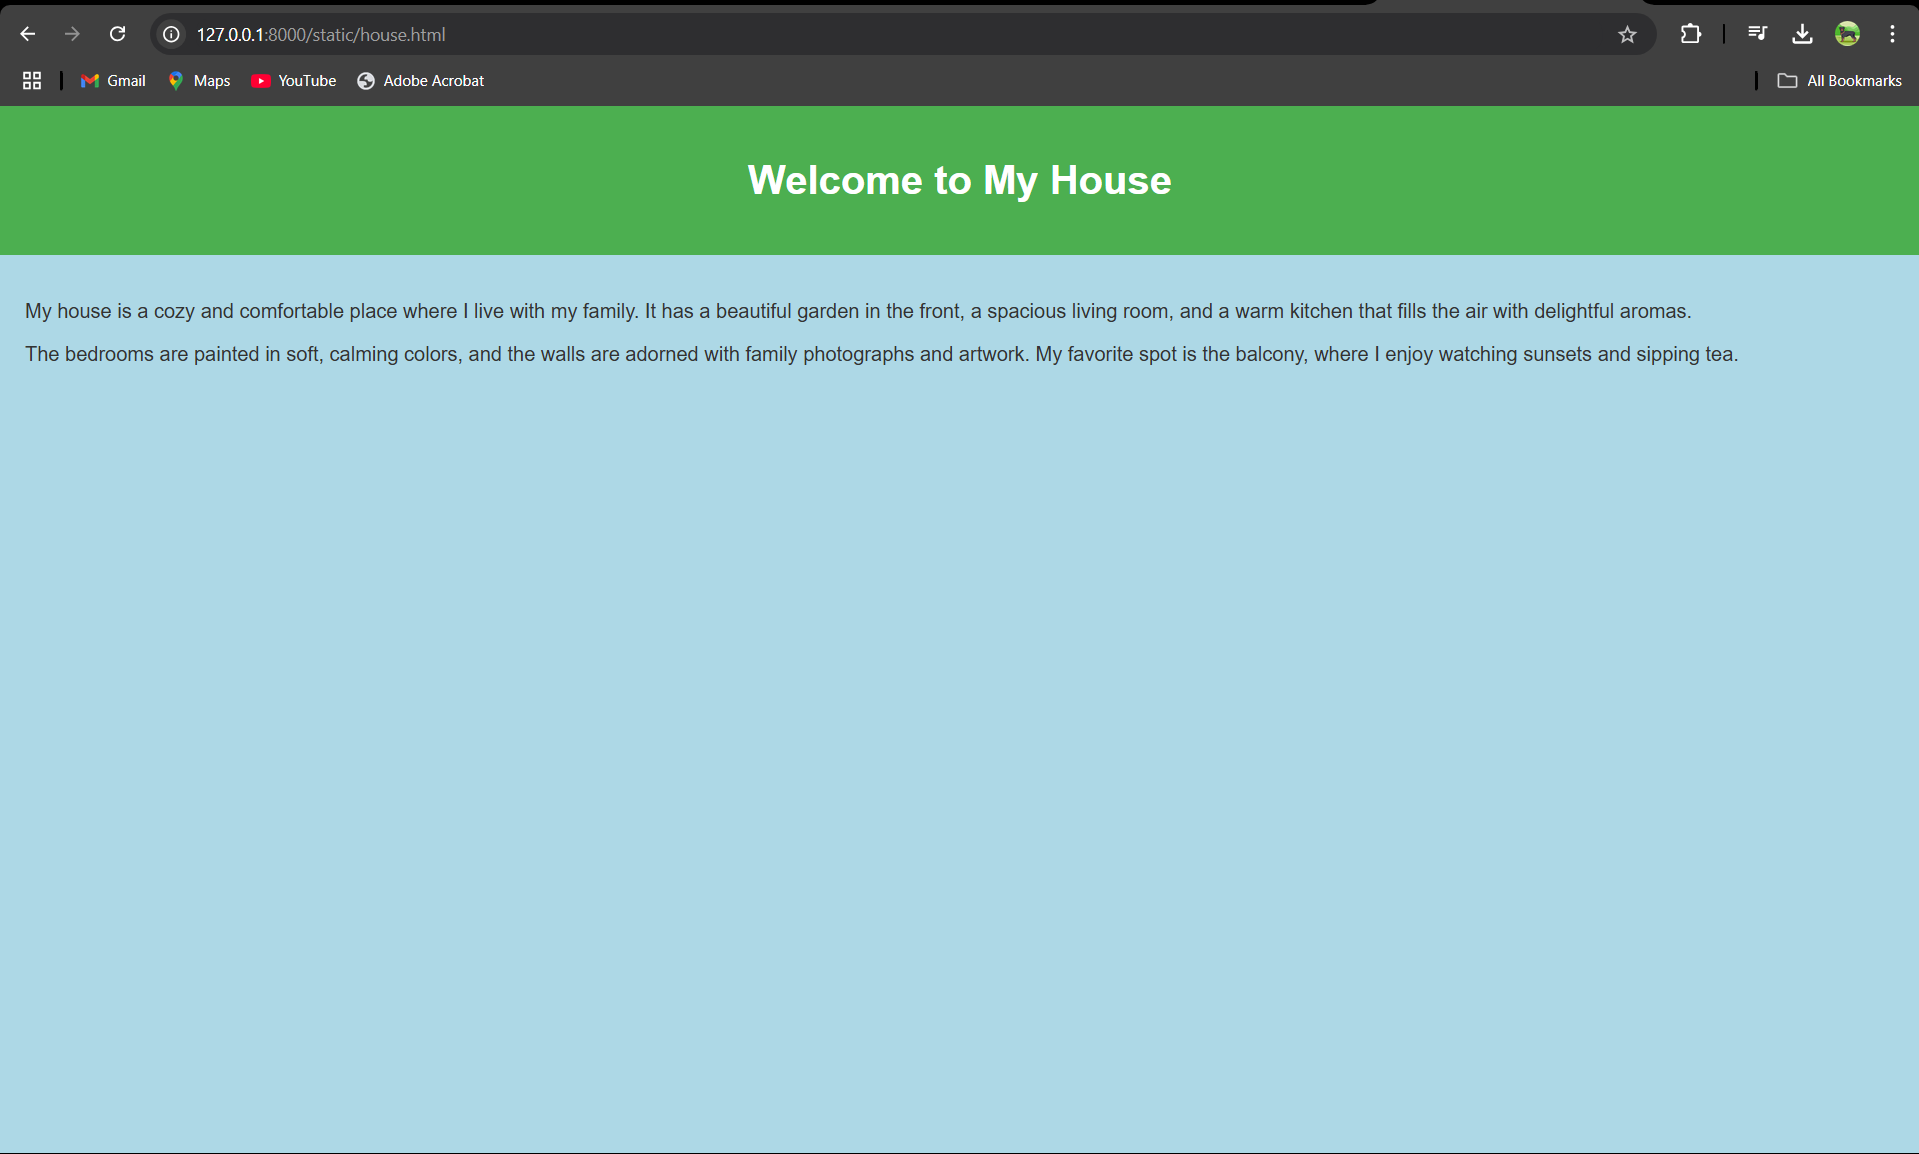 127.0.0.1:8000/static/house.html
Gmail Maps YouTube Adobe Acrobat All Bookmarks
Welcome to My House
My house is a cozy and comfortable place where I live with my family. It has a beautiful garden in the front, a spacious living room, and a warm kitchen that fills the air with delightful aromas.
The bedrooms are painted in soft, calming colors, and the walls are adorned with family photographs and artwork. My favorite spot is the balcony, where I enjoy watching sunsets and sipping tea.